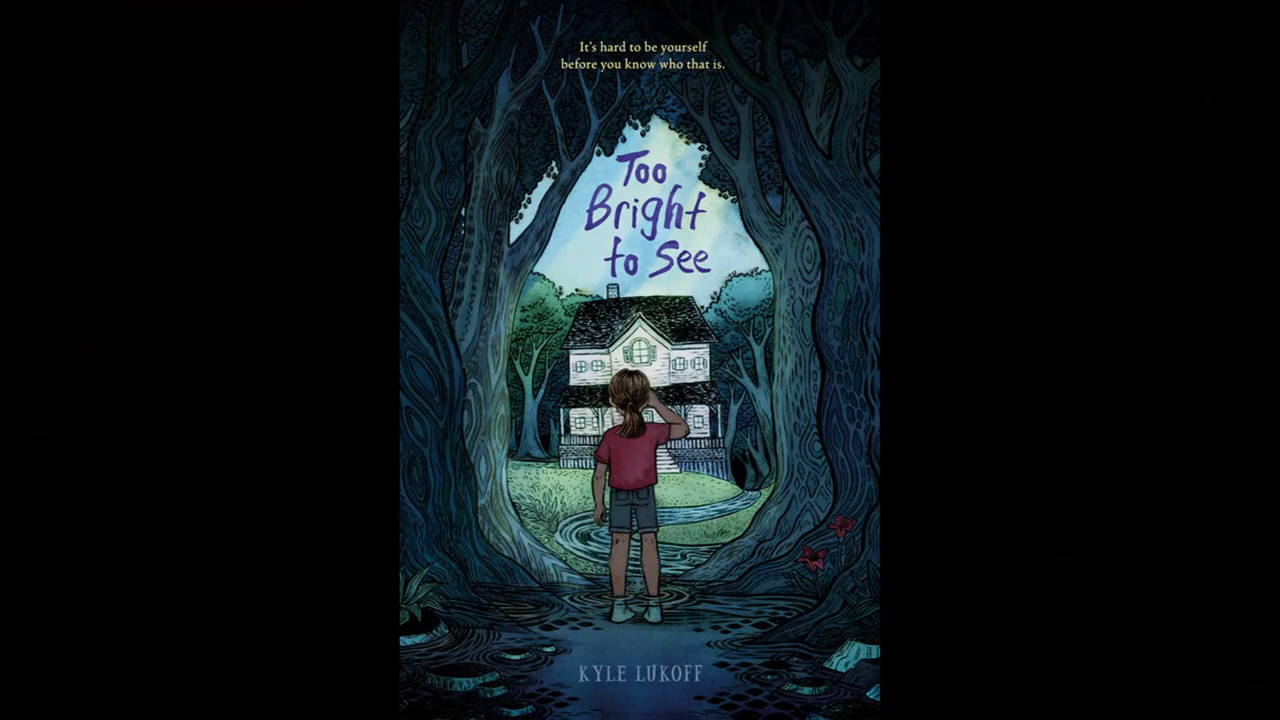 It's hard to be yourself
before you know who that is.
Too
Bright
to See
KYLE LUKOFF